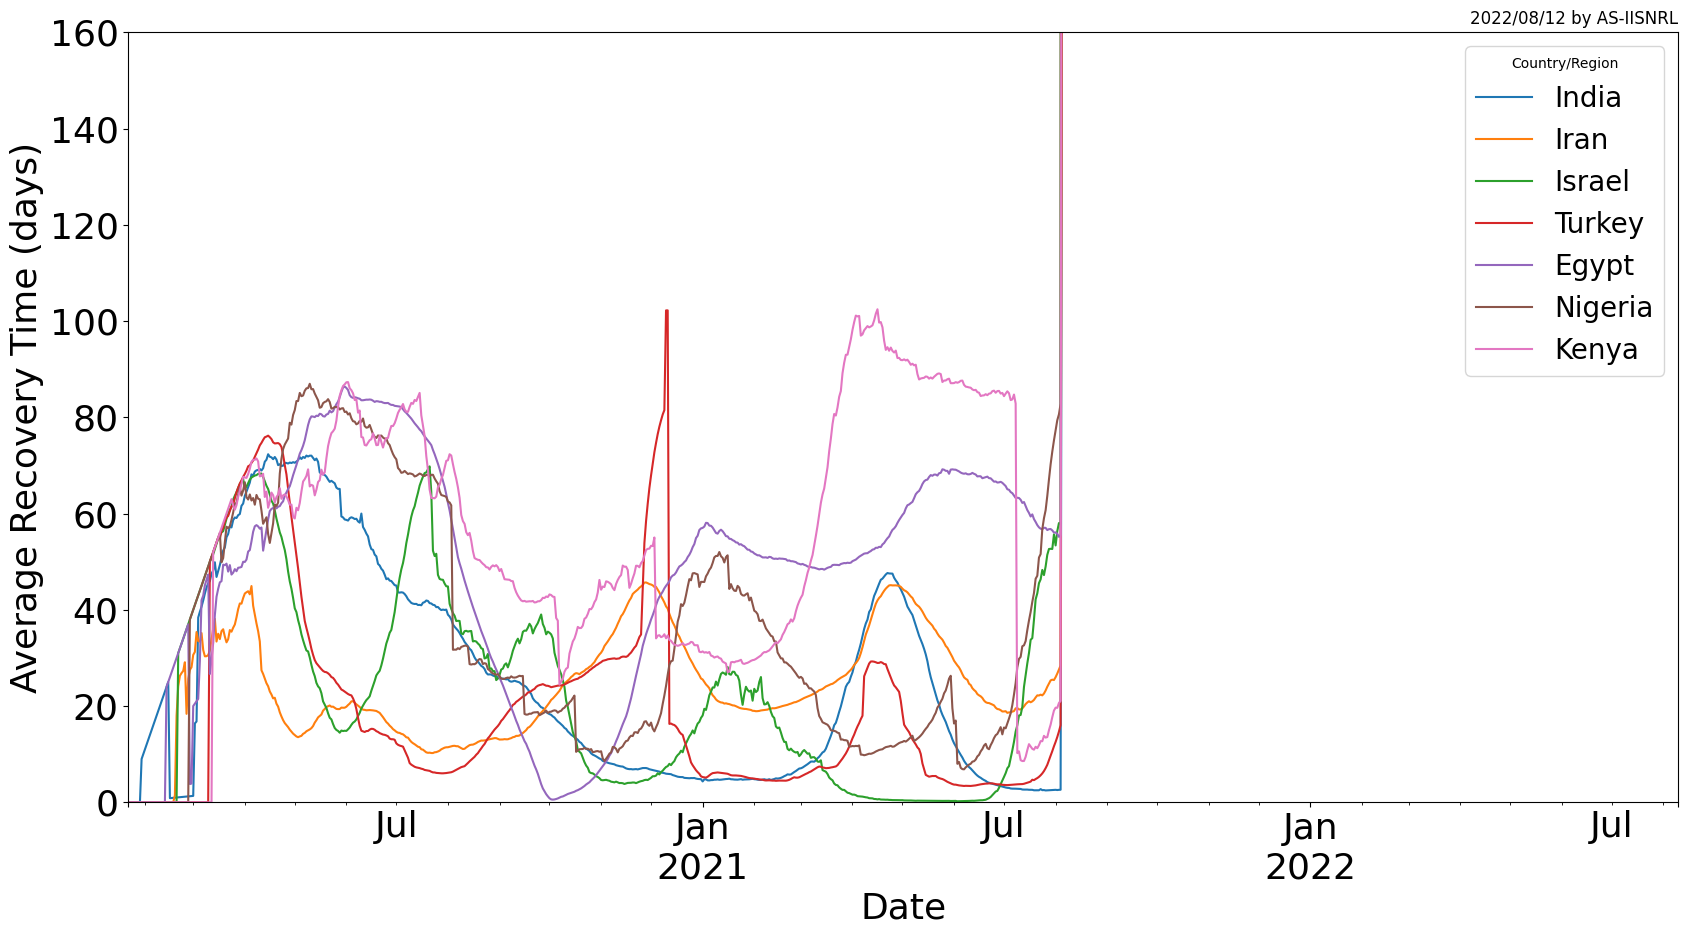 2022/08/12 by AS-IISNRL
Average Recovery Time (days)
160
140
120
100
80
60
40
20
0
Country/Region
India
Iran
Israel
Turkey
Egypt
Nigeria
Kenya
Jul
Jan
2021
Jul
Jan
2022
Jul
Date